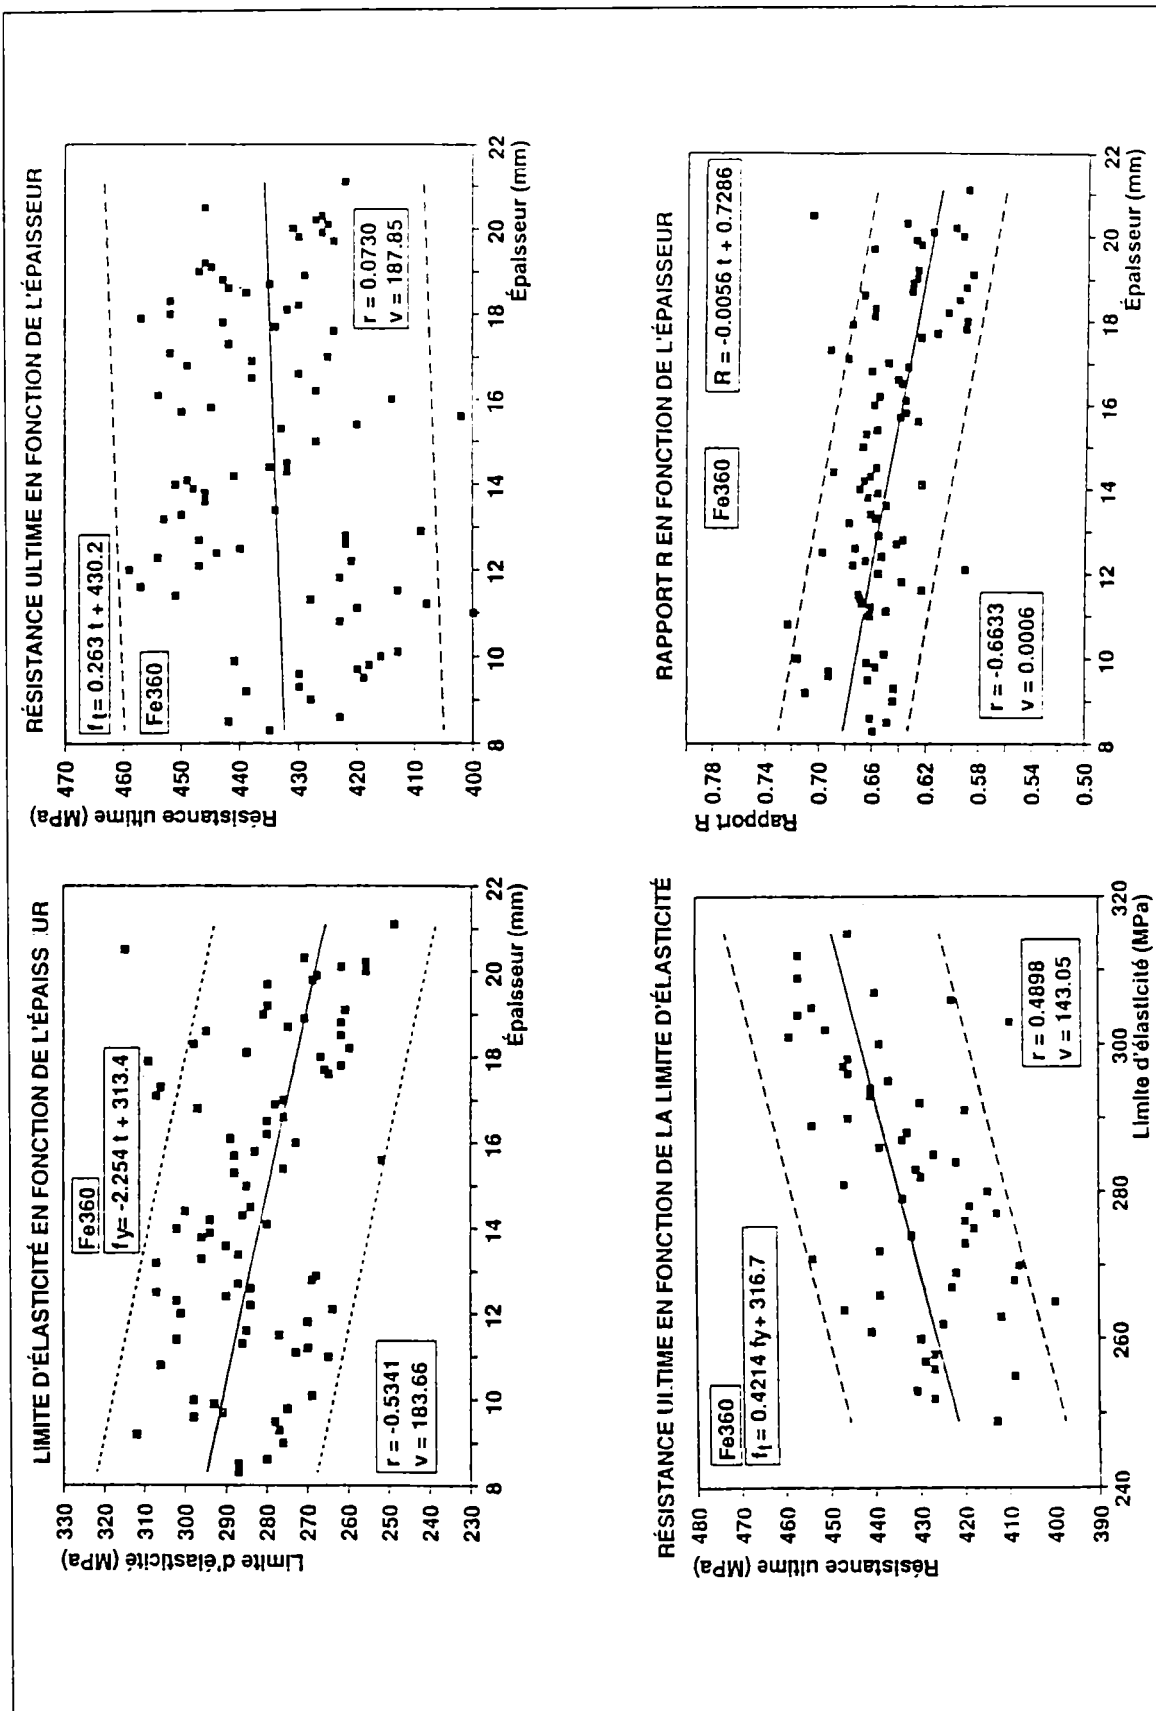 LIMITE D'ÉLASTICITÉ EN FONCTION DE L'ÉPAISS UR
Limite d'élasticité (MPa)
330
320
310
300
290
280
270
260
250
240
230
Fe360
fy= -2.254 t + 313.4
r = -0.5341
v = 183.66
8 10 12 14 16 18 20 22
Épaisseur (mm)
RÉSISTANCE ULTIME EN FONCTION DE L'ÉPAISSEUR
Résistance ultime (MPa)
470
460
450
440
430
420
410
400
ft= 0.263 t + 430.2
Fe360
r = 0.0730
v = 187.85
8 10 12 14 16 18 20 22
Épaisseur (mm)
RÉSISTANCE ULTIME EN FONCTION DE LA LIMITE D'ÉLASTICITÉ
Résistance ultime (MPa)
480
470
460
450
440
430
420
410
400
390
Fe360
ft = 0.4214 fy + 316.7
r = 0.4898
v = 143.05
240 260 280 300 320
Limite d'élasticité (MPa)
RAPPORT R EN FONCTION DE L'ÉPAISSEUR
Rapport R
0.78
0.74
0.70
0.66
0.62
0.58
0.54
0.50
Fe360
R = -0.0056 t + 0.7286
r = -0.6633
v = 0.0006
8 10 12 14 16 18 20 22
Épaisseur (mm)